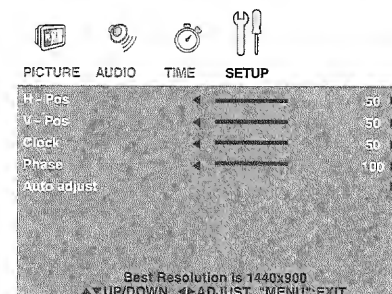 PICTURE AUDIO TIME SETUP
H - Pos 50
V - Pos 50
Clock 50
Phase 100
Auto adjust
Best Resolution is 1440x900
▲▼UP/DOWN ◀▶ADJUST "MENU":EXIT